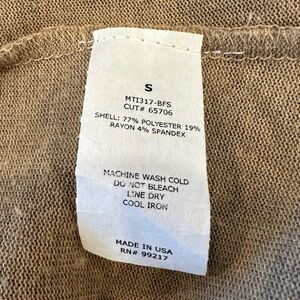 S
MTI317-BFS
CUT# 65706
SHELL: 77% POLYESTER 19%
RAYON 4% SPANDEX
MACHINE WASH COLD
DO NOT BLEACH
LINE DRY
COOL IRON
MADE IN USA
RN# 99217